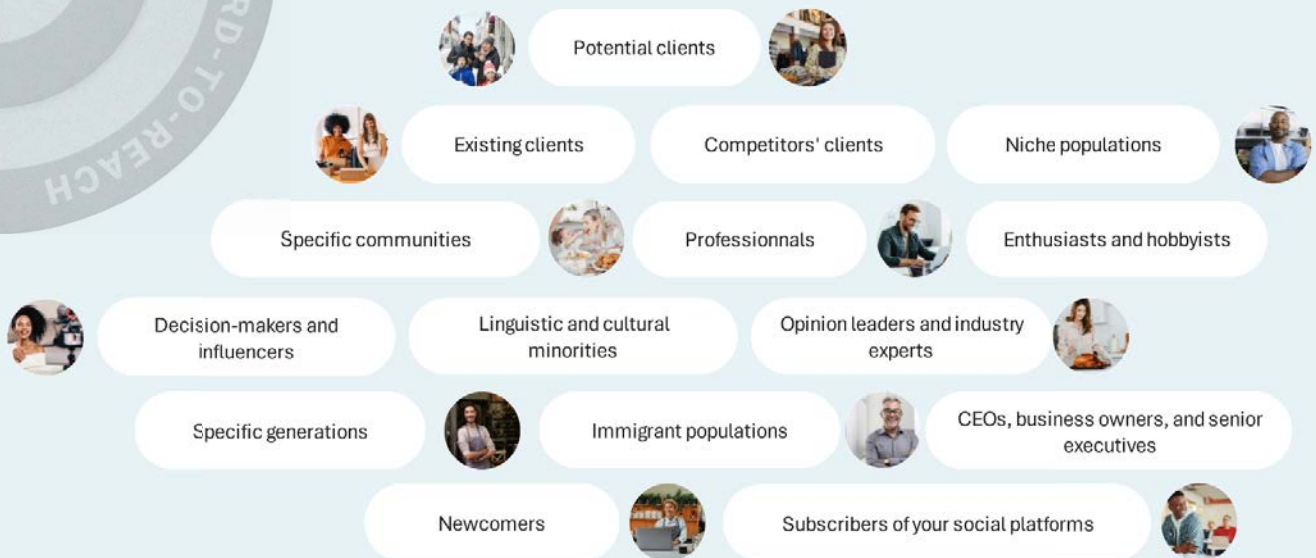 RD-TO-REACH
Potential clients
Existing clients
Competitors' clients
Niche populations
Specific communities
Professionnals
Enthusiasts and hobbyists
Decision-makers and
influencers
Linguistic and cultural
minorities
Opinion leaders and industry
experts
Specific generations
Immigrant populations
CEOs, business owners, and senior
executives
Newcomers
Subscribers of your social platforms